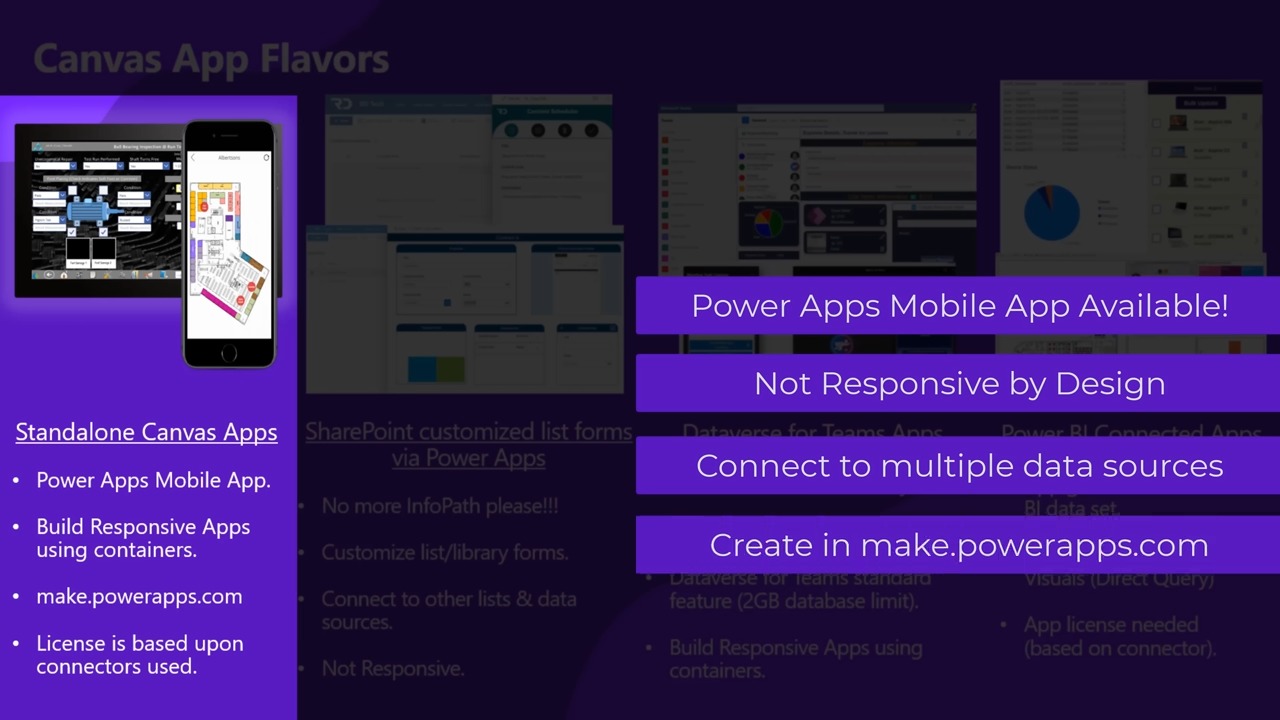 Canvas App Flavors
Abertons
Standalone Canvas Apps
• Power Apps Mobile App.
• Build Responsive Apps
using containers.
• make.powerapps.com
• License is based upon
connectors used.
SharePoint customized list forms
via Power Apps
• No more InfoPath please!!!
• Customize list/library forms.
• Connect to other lists & data
sources.
• Not Responsive.
Power Apps Mobile App Available!
Not Responsive by Design
Connect to multiple data sources
Create in make.powerapps.com
Dataverse for Teams Apps
• Dataverse for Teams standard
feature (2GB database limit).
• Build Responsive Apps using
containers.
Power BI Connected Apps
BI data set.
Visuals (Direct Query)
• App license needed
(based on connector).